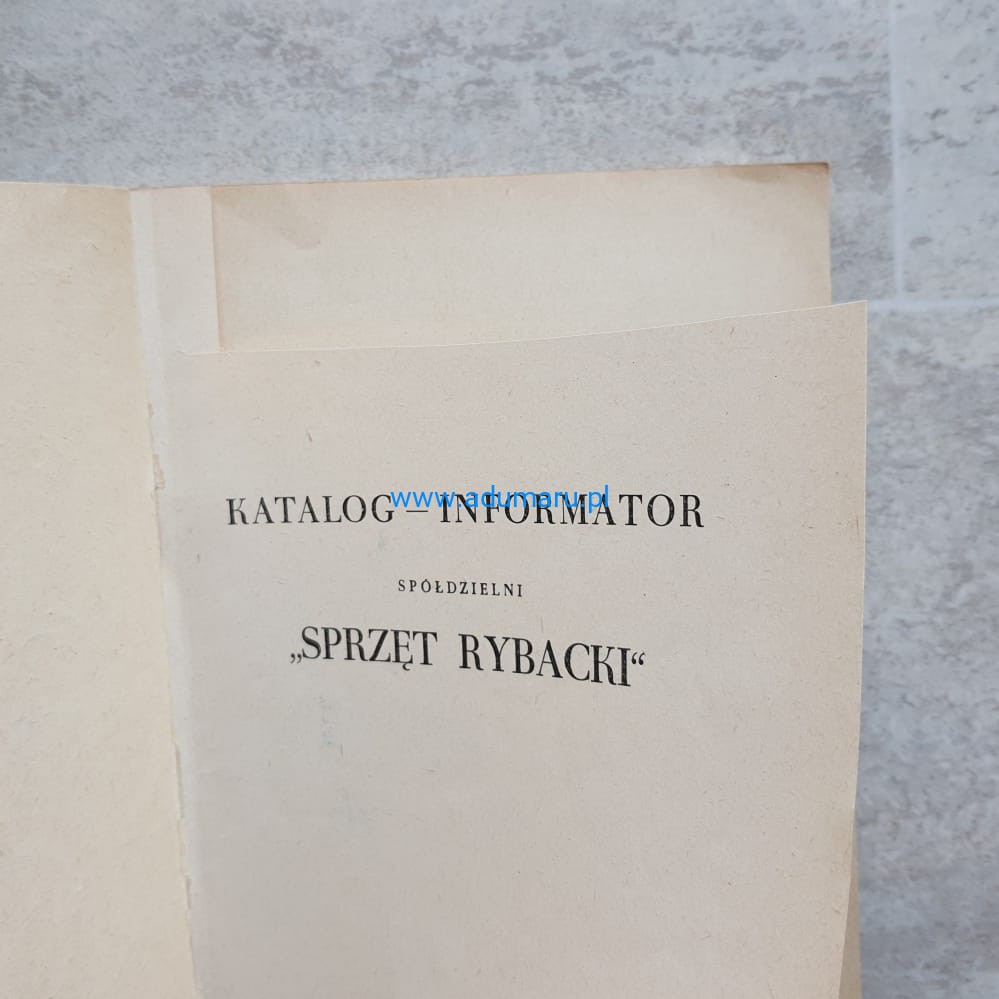 www.adumaru.pl
KATALOG — INFORMATOR
SPÓŁDZIELNI
„SPRZĘT RYBACKI“